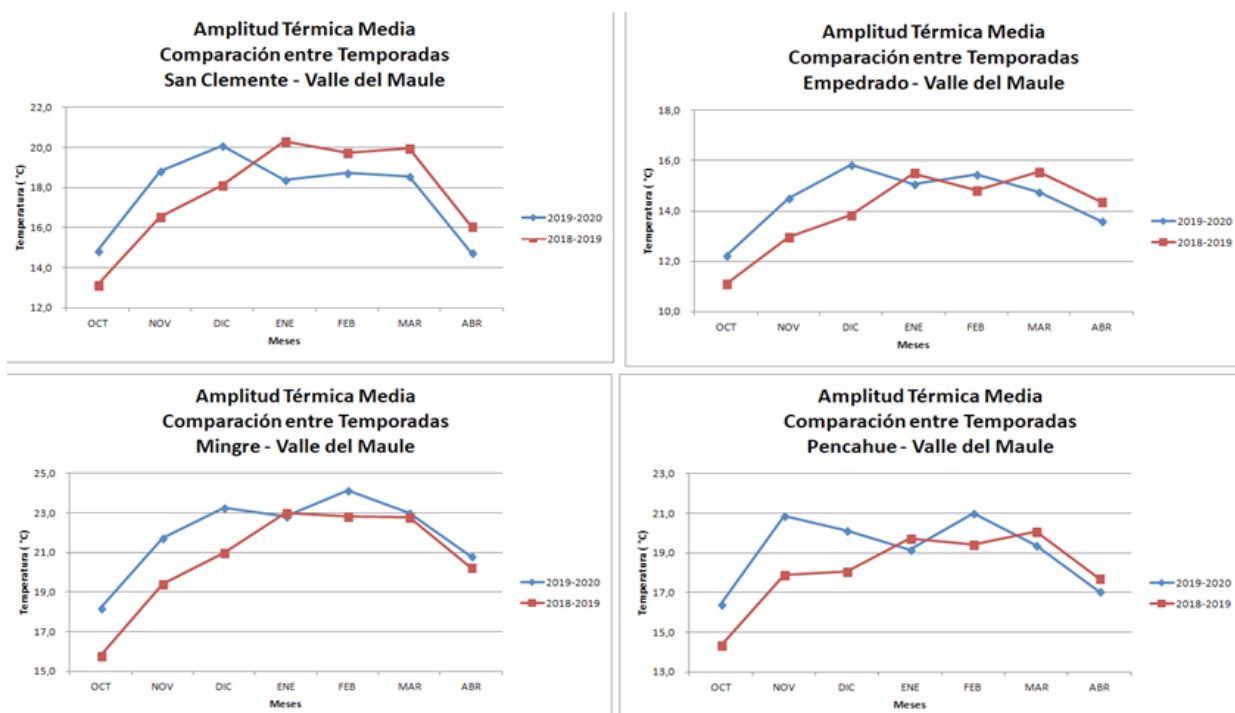 Amplitud Térmica Media
Comparación entre Temporadas
San Clemente - Valle del Maule
Temperatura ( °C)
22,0
20,0
18,0
16,0
14,0
12,0
OCT NOV DIC ENE FEB MAR ABR
Meses
2019-2020
2018-2019
Amplitud Térmica Media
Comparación entre Temporadas
Empedrado - Valle del Maule
Temperatura ( °C)
18,0
16,0
14,0
12,0
10,0
OCT NOV DIC ENE FEB MAR ABR
Meses
2019-2020
2018-2019
Amplitud Térmica Media
Comparación entre Temporadas
Mingre - Valle del Maule
Temperatura ( °C)
25,0
23,0
21,0
19,0
17,0
15,0
OCT NOV DIC ENE FEB MAR ABR
Meses
2019-2020
2018-2019
Amplitud Térmica Media
Comparación entre Temporadas
Pencahue - Valle del Maule
Temperatura ( °C)
23,0
21,0
19,0
17,0
15,0
13,0
OCT NOV DIC ENE FEB MAR ABR
Meses
2019-2020
2018-2019